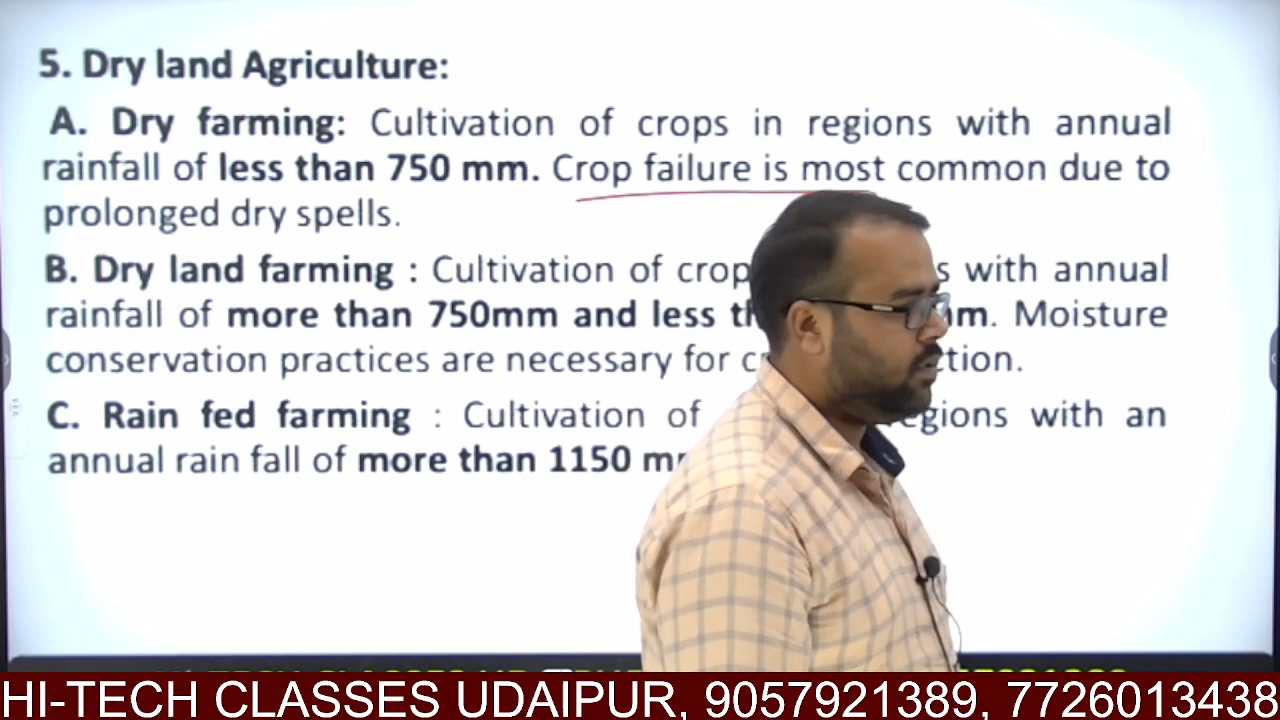 5. Dry land Agriculture:
A. Dry farming: Cultivation of crops in regions with annual
rainfall of less than 750 mm. Crop failure is most common due to
prolonged dry spells.
B. Dry land farming : Cultivation of with annual
rainfall of more than 750mm and less Moisture
conservation practices are necessary for
C. Rain fed farming : Cultivation of with an
annual rain fall of more than 1150
HI-TECH CLASSES UDAIPUR, 9057921389, 7726013438